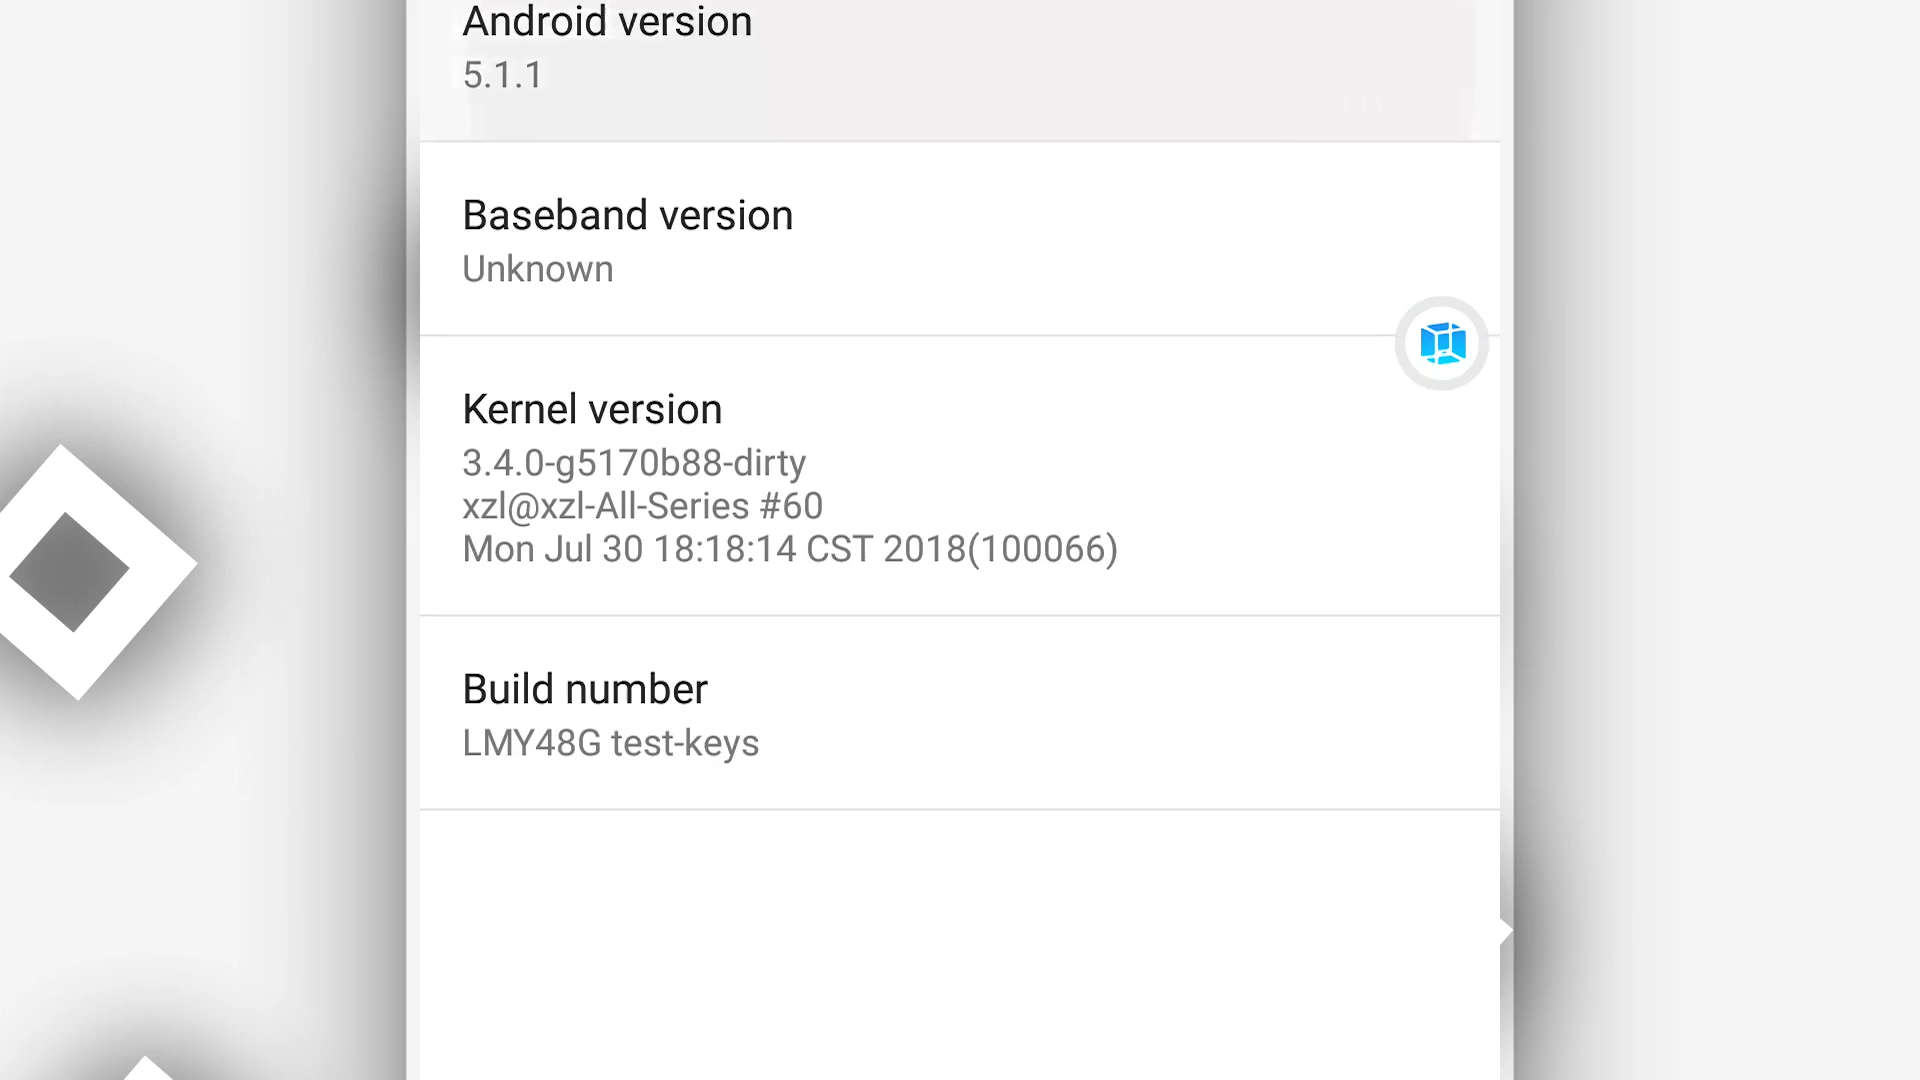 Android version
5.1.1
Baseband version
Unknown
Kernel version
3.4.0-g5170b88-dirty
xzl@xzl-All-Series #60
Mon Jul 30 18:18:14 CST 2018(100066)
Build number
LMY48G test-keys